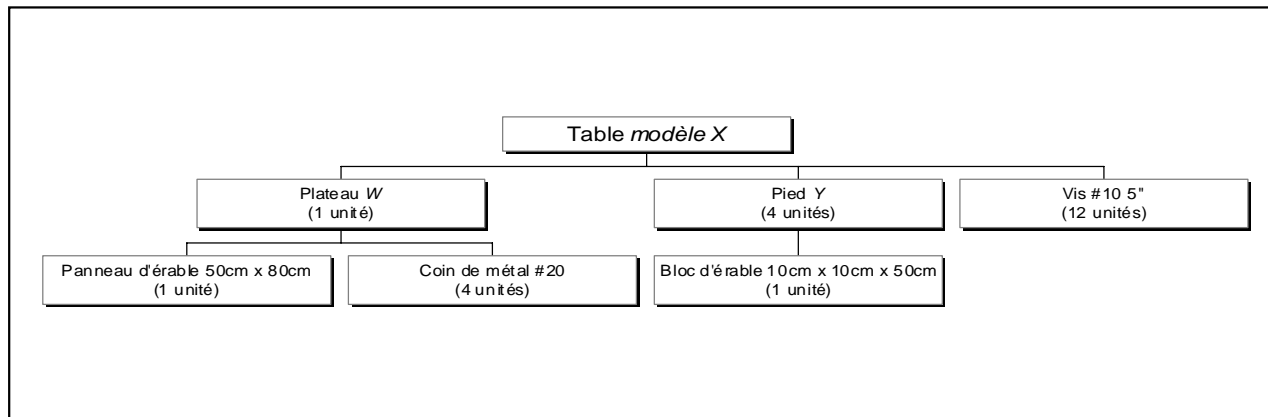 Table modèle X
Plateau W
(1 unité)
Pied Y
(4 unités)
Vis #10 5"
(12 unités)
Panneau d'érable 50cm x 80cm
(1 unité)
Coin de métal #20
(4 unités)
Bloc d'érable 10cm x 10cm x 50cm
(1 unité)